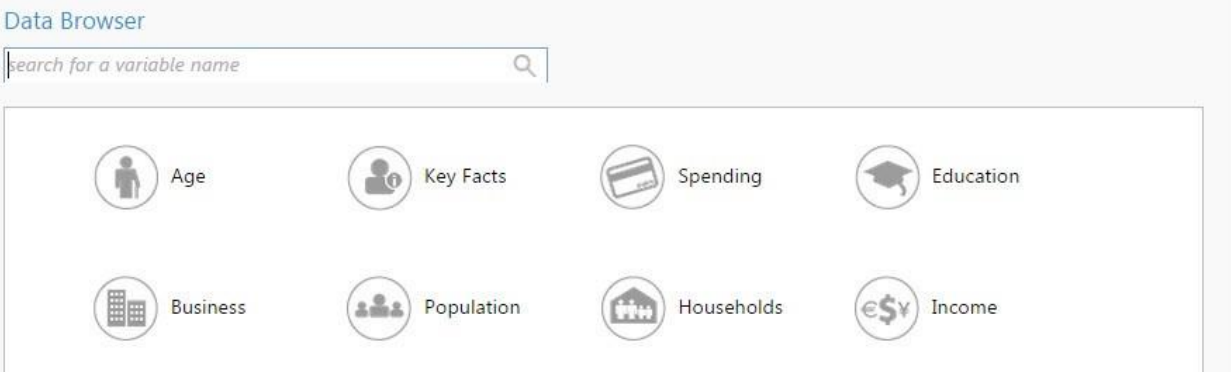 Data Browser
search for a variable name
Age Key Facts Spending Education
Business Population Households €$¥ Income